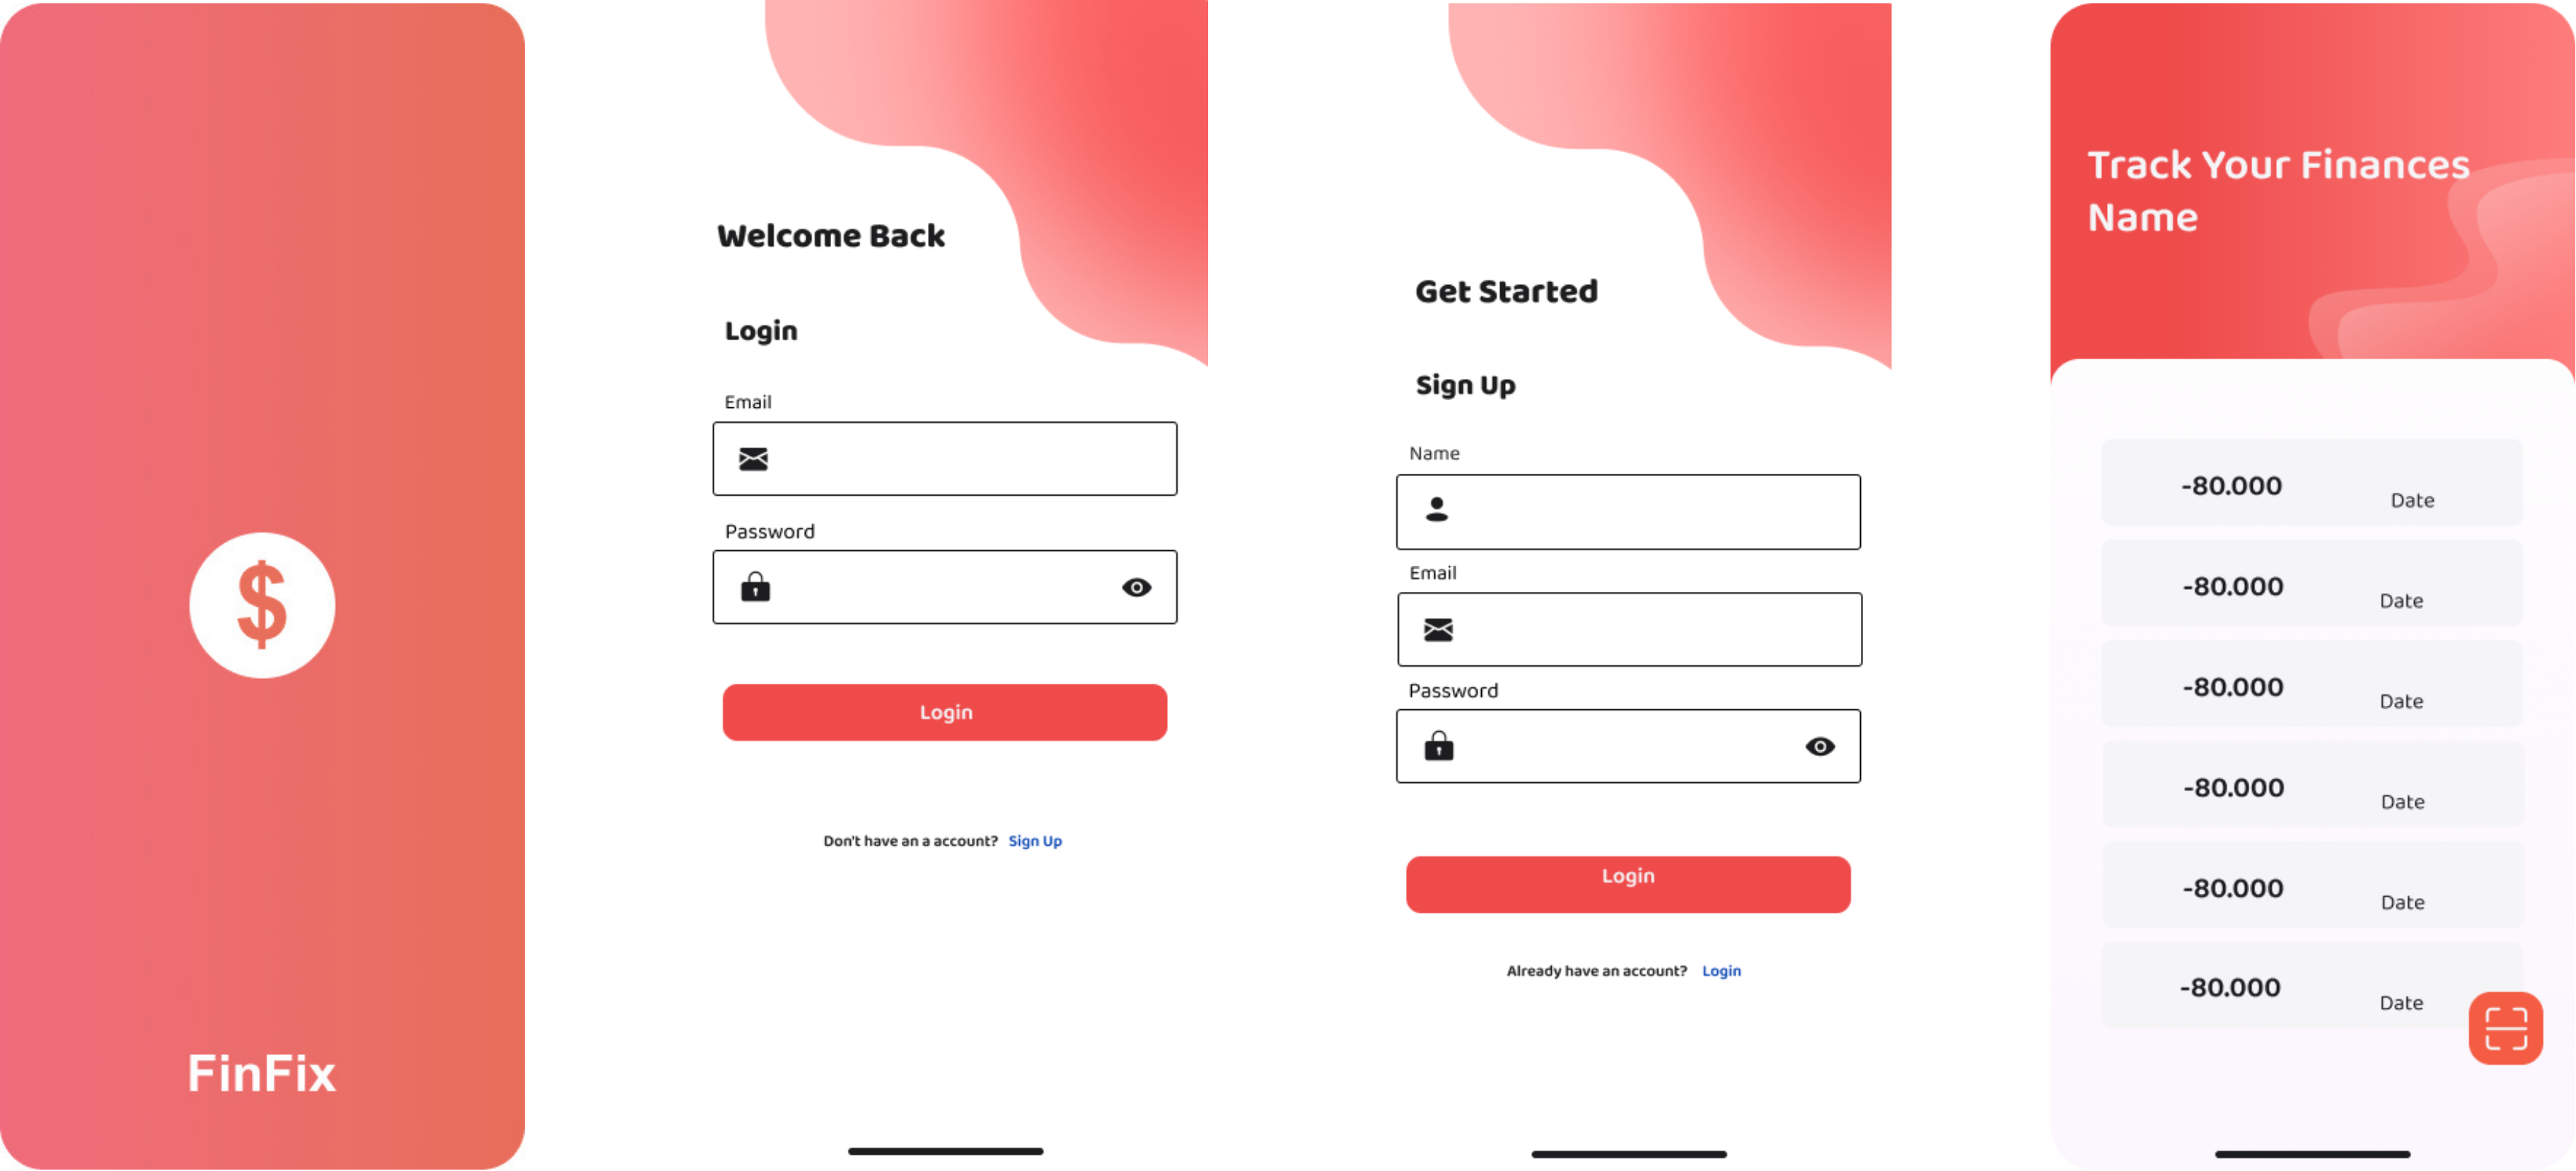 $
FinFix
Welcome Back
Login
Email
Password
Login
Don't have an a account? Sign Up
Get Started
Sign Up
Name
Email
Password
Login
Already have an account? Login
Track Your Finances
Name
-80.000 Date
-80.000 Date
-80.000 Date
-80.000 Date
-80.000 Date
-80.000 Date